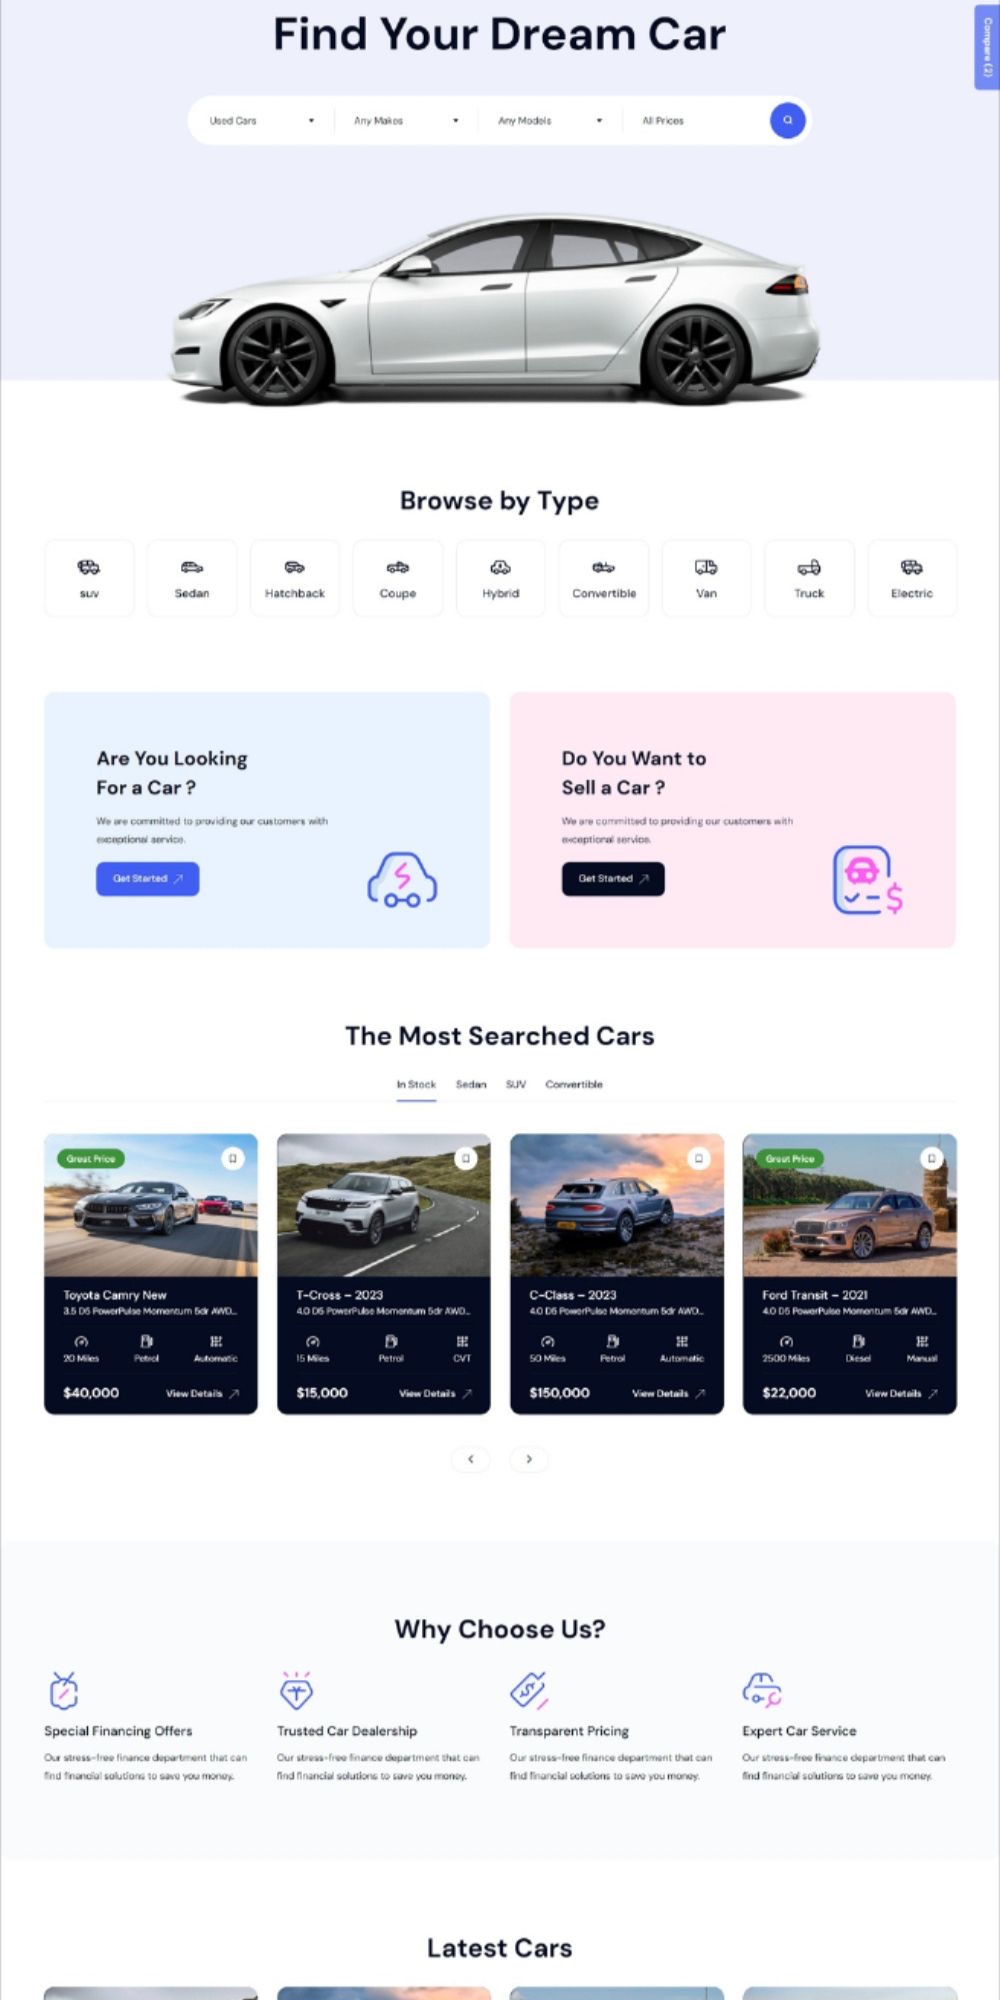 Find Your Dream Car
Compare (2)
Used Cars Any Makes Any Models All Prices
Browse by Type
suv Sedan Hatchback Coupe Hybrid Convertible Van Truck Electric
Are You Looking
For a Car ?
We are committed to providing our customers with
exceptional service.
Get Started
Do You Want to
Sell a Car ?
We are committed to providing our customers with
exceptional service.
Get Started
The Most Searched Cars
In Stock Sedan SUV Convertible
Great Price
Toyota Camry New
3.5 D5 PowerPulse Momentum 5dr AWD...
20 Miles Petrol Automatic
$40,000 View Details
T-Cross – 2023
4.0 D5 PowerPulse Momentum 5dr AWD...
15 Miles Petrol CVT
$15,000 View Details
C-Class – 2023
4.0 D5 PowerPulse Momentum 5dr AWD...
50 Miles Petrol Automatic
$150,000 View Details
Great Price
Ford Transit – 2021
4.0 D5 PowerPulse Momentum 5dr AWD...
2500 Miles Diesel Manual
$22,000 View Details
Why Choose Us?
Special Financing Offers
Our stress-free finance department that can
find financial solutions to save you money.
Trusted Car Dealership
Our stress-free finance department that can
find financial solutions to save you money.
Transparent Pricing
Our stress-free finance department that can
find financial solutions to save you money.
Expert Car Service
Our stress-free finance department that can
find financial solutions to save you money.
Latest Cars